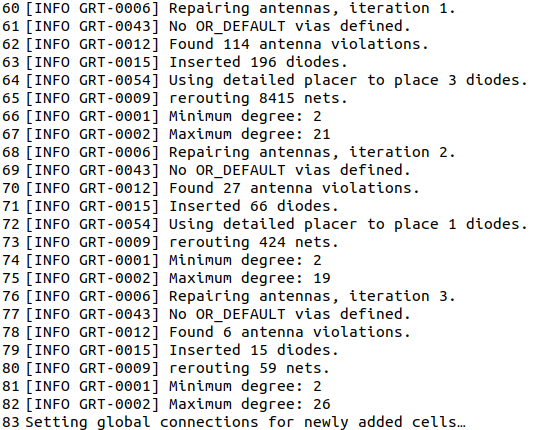 60 [INFO GRT-0006] Repairing antennas, iteration 1.
61 [INFO GRT-0043] No OR_DEFAULT vias defined.
62 [INFO GRT-0012] Found 114 antenna violations.
63 [INFO GRT-0015] Inserted 196 diodes.
64 [INFO GRT-0054] Using detailed placer to place 3 diodes.
65 [INFO GRT-0009] rerouting 8415 nets.
66 [INFO GRT-0001] Minimum degree: 2
67 [INFO GRT-0002] Maximum degree: 21
68 [INFO GRT-0006] Repairing antennas, iteration 2.
69 [INFO GRT-0043] No OR_DEFAULT vias defined.
70 [INFO GRT-0012] Found 27 antenna violations.
71 [INFO GRT-0015] Inserted 66 diodes.
72 [INFO GRT-0054] Using detailed placer to place 1 diodes.
73 [INFO GRT-0009] rerouting 424 nets.
74 [INFO GRT-0001] Minimum degree: 2
75 [INFO GRT-0002] Maximum degree: 19
76 [INFO GRT-0006] Repairing antennas, iteration 3.
77 [INFO GRT-0043] No OR_DEFAULT vias defined.
78 [INFO GRT-0012] Found 6 antenna violations.
79 [INFO GRT-0015] Inserted 15 diodes.
80 [INFO GRT-0009] rerouting 59 nets.
81 [INFO GRT-0001] Minimum degree: 2
82 [INFO GRT-0002] Maximum degree: 26
83 Setting global connections for newly added cells…